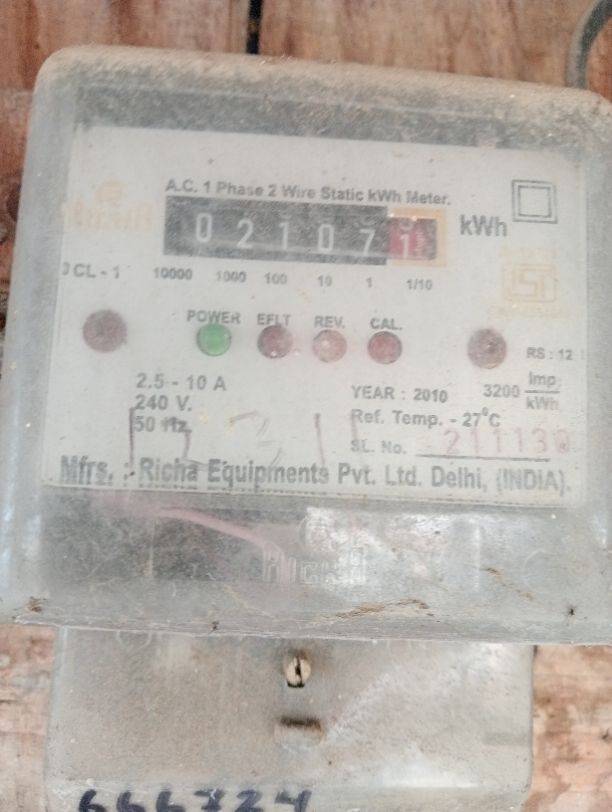 A.C. 1 Phase 2 Wire Static kWh Meter.
0 2 1 0 7 1 kWh
CL - 1 10000 1000 100 10 1 1/10
POWER EFLT REV. CAL.
RS : 12
2.5 - 10 A
240 V.
50 Hz
YEAR : 2010 3200 Imp/kWh
Ref. Temp. - 27°C
SL. No. 211130
Mfrs. :- Richa Equipments Pvt. Ltd. Delhi, (INDIA).
RICHA
666724